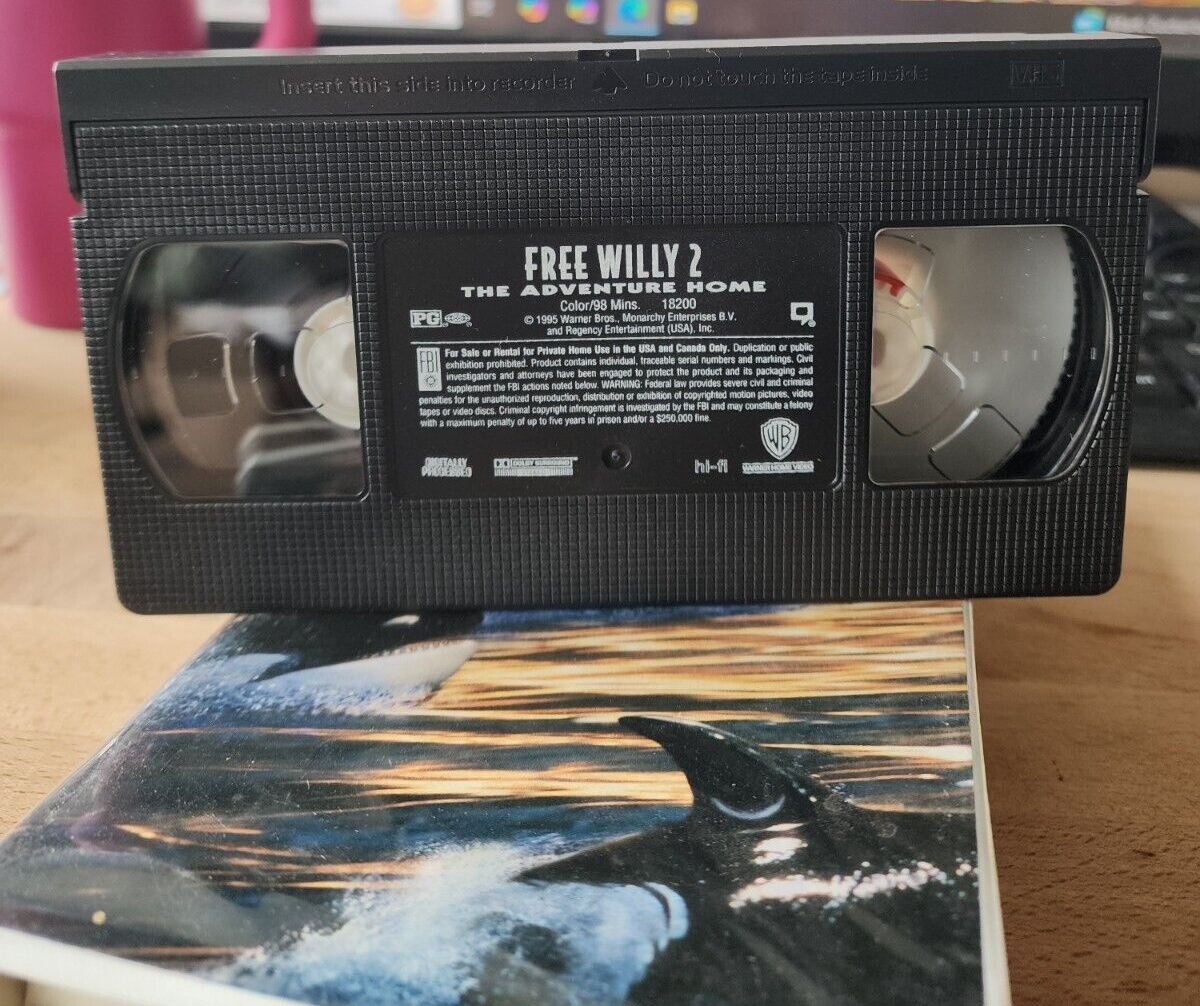 Insert this side into recorder Do not touch the tape inside VHS
FREE WILLY 2
THE ADVENTURE HOME
Color/98 Mins. 18200
PG
© 1995 Warner Bros., Monarchy Enterprises B.V.
and Regency Entertainment (USA), Inc.
FBI
For Sale or Rental for Private Home Use in the USA and Canada Only. Duplication or public
exhibition prohibited. Product contains individual, traceable serial numbers and markings. Civil
investigators and attorneys have been engaged to protect the product and its packaging and
supplement the FBI actions noted below. WARNING: Federal law provides severe civil and criminal
penalties for the unauthorized reproduction, distribution or exhibition of copyrighted motion pictures, video
tapes or video discs. Criminal copyright infringement is investigated by the FBI and may constitute a felony
with a maximum penalty of up to five years in prison and/or a $250,000 fine.
WB
DIGITALLY
PROCESSED
DOLBY SURROUND
hi-fi
WARNER HOME VIDEO